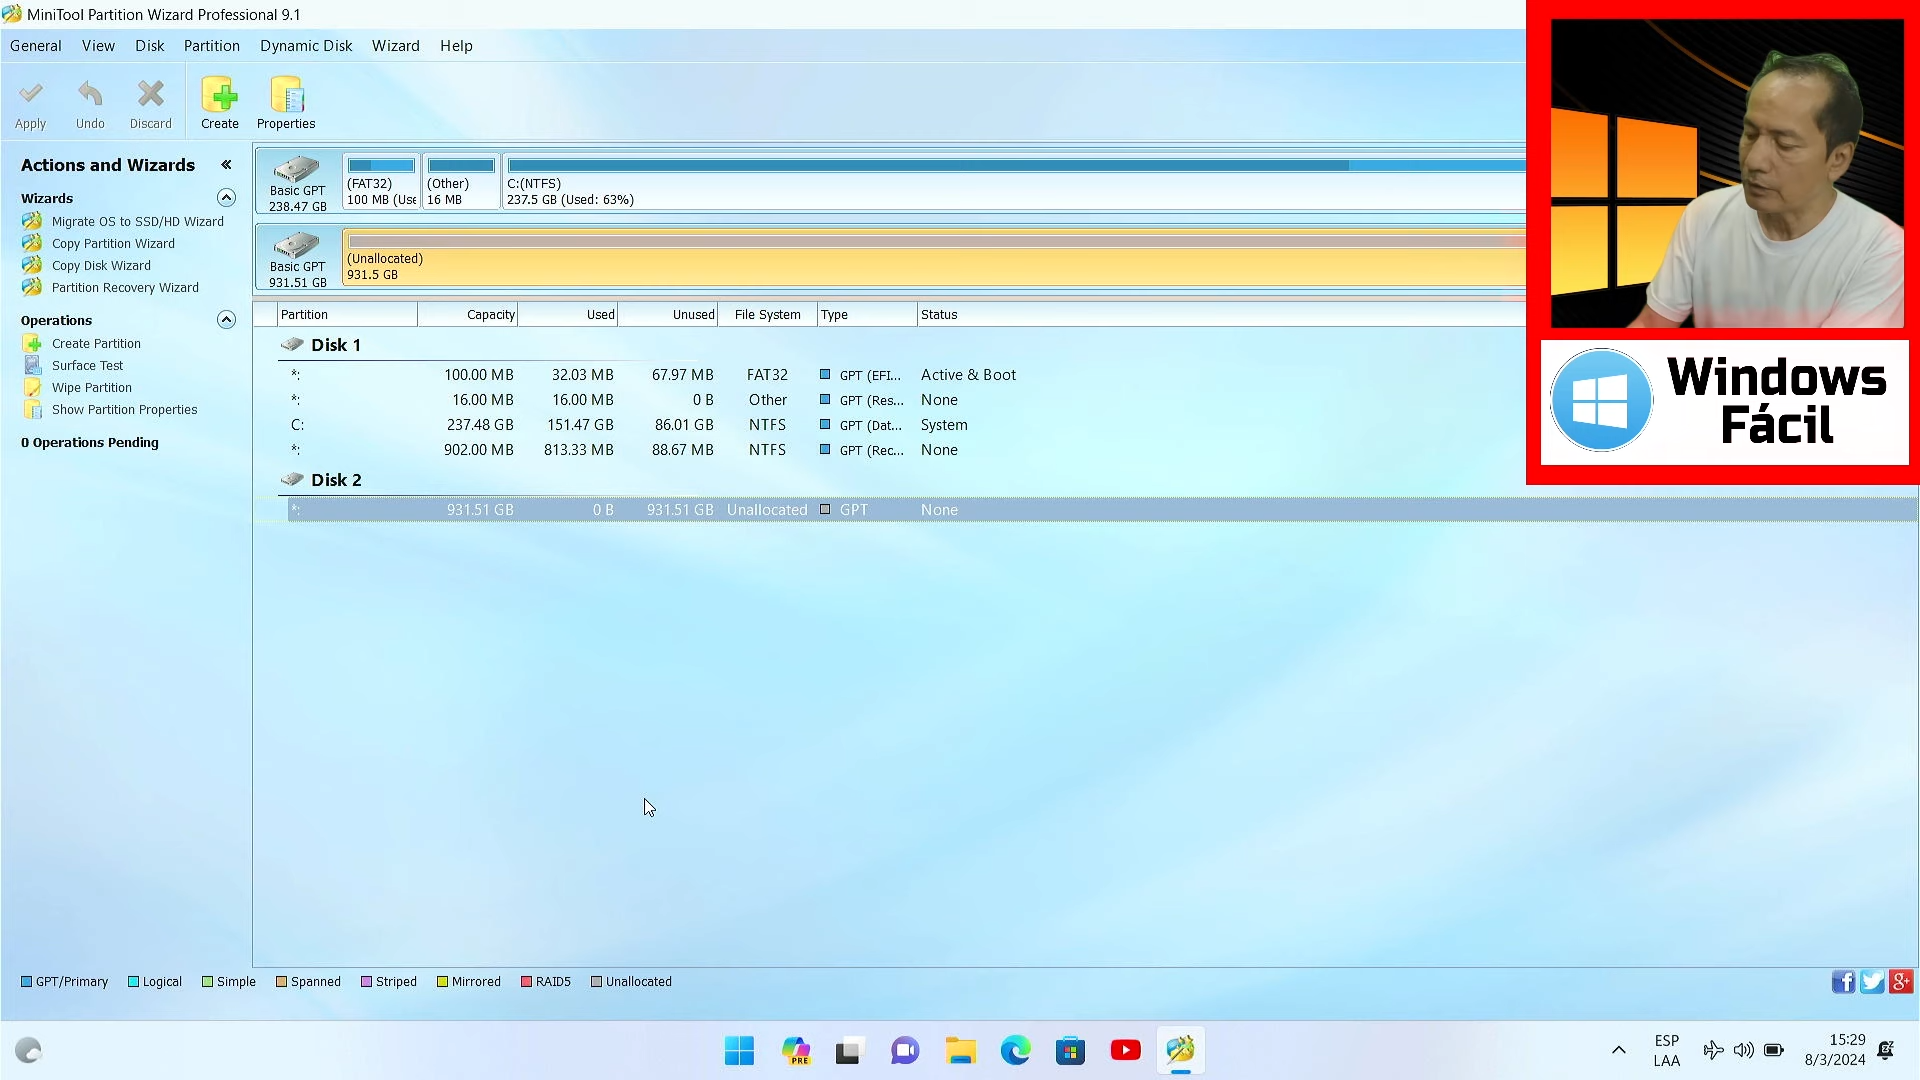 MiniTool Partition Wizard Professional 9.1
General View Disk Partition Dynamic Disk Wizard Help
Apply Undo Discard Create Properties
Actions and Wizards «
Wizards
Migrate OS to SSD/HD Wizard
Copy Partition Wizard
Copy Disk Wizard
Partition Recovery Wizard
Operations
Create Partition
Surface Test
Wipe Partition
Show Partition Properties
0 Operations Pending
Basic GPT
238.47 GB
(FAT32)
100 MB (Use
(Other)
16 MB
C:(NTFS)
237.5 GB (Used: 63%)
Basic GPT
931.51 GB
(Unallocated)
931.5 GB
Partition Capacity Used Unused File System Type Status
Disk 1
*: 100.00 MB 32.03 MB 67.97 MB FAT32 GPT (EFI... Active & Boot
*: 16.00 MB 16.00 MB 0 B Other GPT (Res... None
C: 237.48 GB 151.47 GB 86.01 GB NTFS GPT (Dat... System
*: 902.00 MB 813.33 MB 88.67 MB NTFS GPT (Rec... None
Disk 2
*: 931.51 GB 0 B 931.51 GB Unallocated GPT None
Windows
Fácil
GPT/Primary Logical Simple Spanned Striped Mirrored RAID5 Unallocated
f g+
PRE
ESP
LAA
15:29
8/3/2024